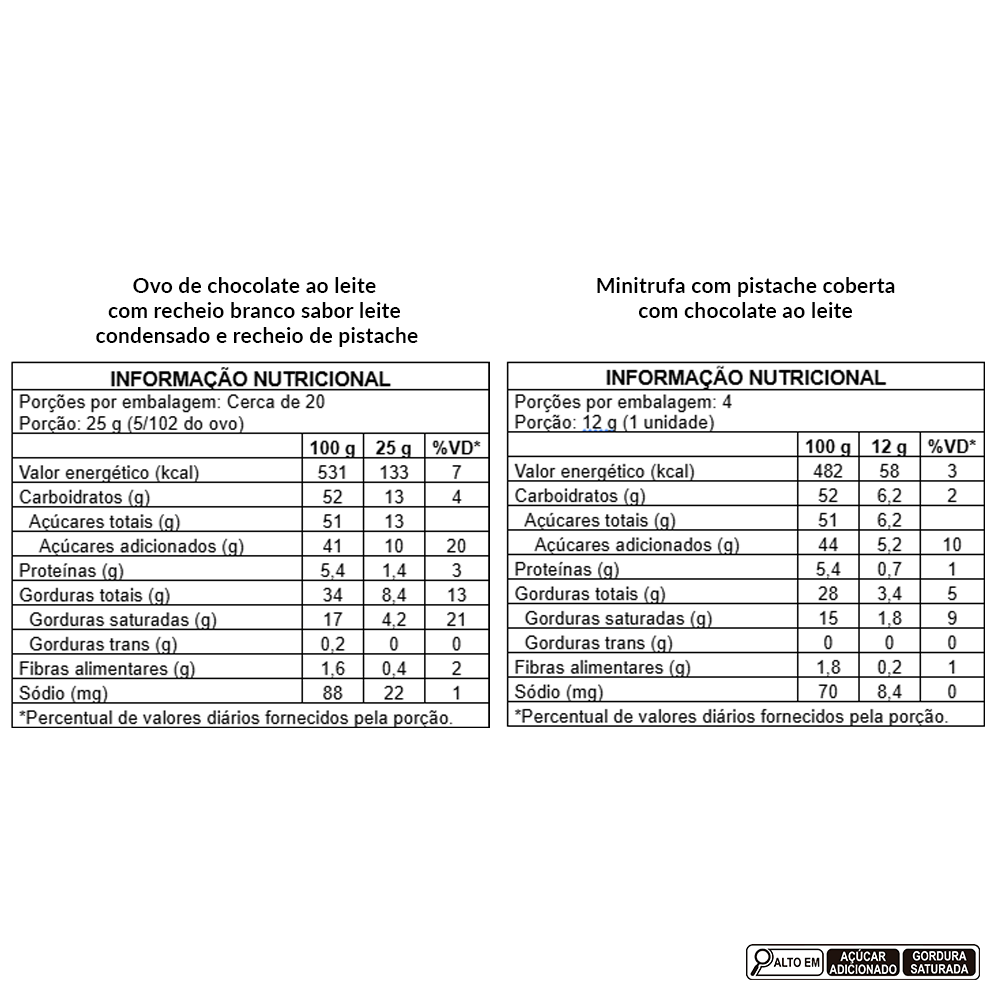 Ovo de chocolate ao leite
com recheio branco sabor leite
condensado e recheio de pistache
INFORMAÇÃO NUTRICIONAL
Porções por embalagem: Cerca de 20
Porção: 25 g (5/102 do ovo)
100 g 25 g %VD*
Valor energético (kcal) 531 133 7
Carboidratos (g) 52 13 4
Açúcares totais (g) 51 13
Açúcares adicionados (g) 41 10 20
Proteínas (g) 5,4 1,4 3
Gorduras totais (g) 34 8,4 13
Gorduras saturadas (g) 17 4,2 21
Gorduras trans (g) 0,2 0 0
Fibras alimentares (g) 1,6 0,4 2
Sódio (mg) 88 22 1
*Percentual de valores diários fornecidos pela porção.
Minitrufa com pistache coberta
com chocolate ao leite
INFORMAÇÃO NUTRICIONAL
Porções por embalagem: 4
Porção: 12 g (1 unidade)
100 g 12 g %VD*
Valor energético (kcal) 482 58 3
Carboidratos (g) 52 6,2 2
Açúcares totais (g) 51 6,2
Açúcares adicionados (g) 44 5,2 10
Proteínas (g) 5,4 0,7 1
Gorduras totais (g) 28 3,4 5
Gorduras saturadas (g) 15 1,8 9
Gorduras trans (g) 0 0 0
Fibras alimentares (g) 1,8 0,2 1
Sódio (mg) 70 8,4 0
*Percentual de valores diários fornecidos pela porção.
ALTO EM
AÇÚCAR
ADICIONADO
GORDURA
SATURADA